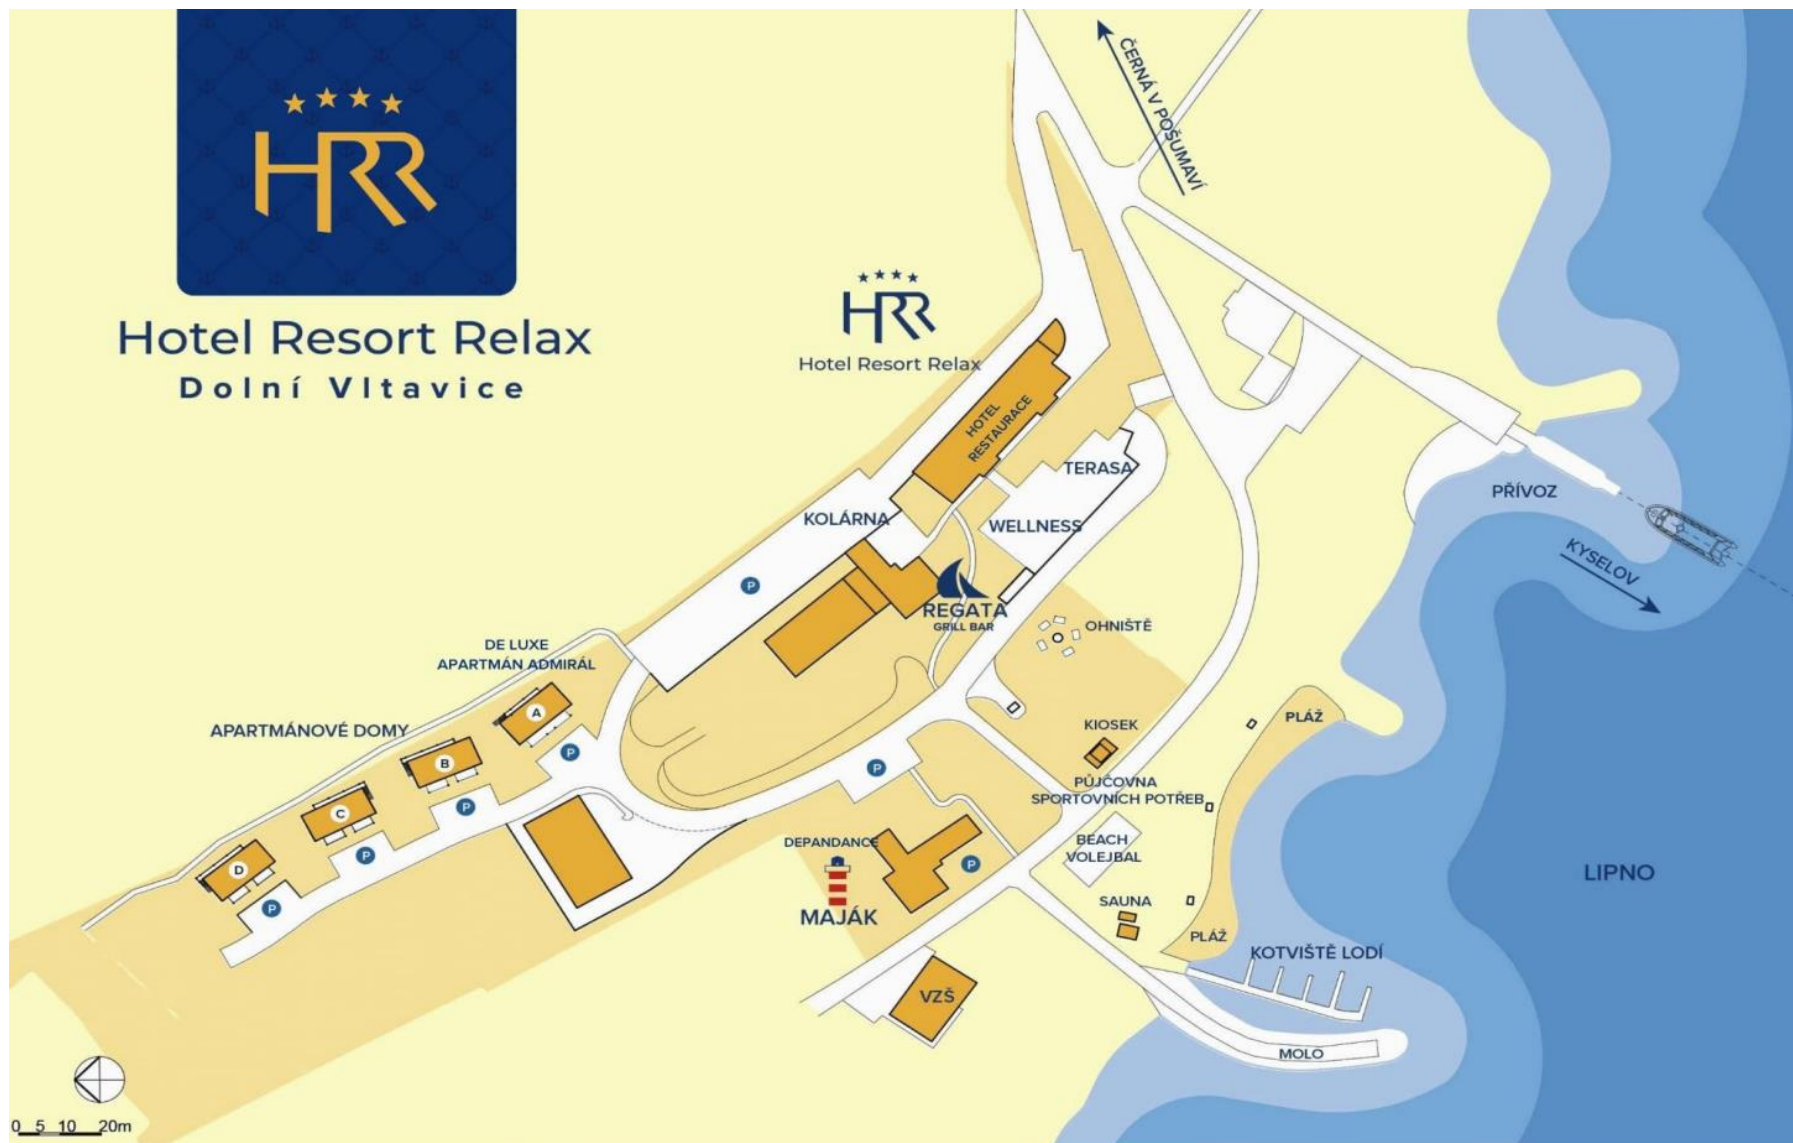 HRR
Hotel Resort Relax
Dolní Vltavice
ČERNÁ V POŠUMAVÍ
HRR
Hotel Resort Relax
HOTEL
RESTAURACE
TERASA
WELLNESS
KOLÁRNA
PŘÍVOZ
KYSELOV
P
REGATA
GRILL BAR
OHNIŠTĚ
DE LUXE
APARTMÁN ADMIRÁL
APARTMÁNOVÉ DOMY
A
B
C
D
P
P
P
P
P
P
KIOSEK
PŮJČOVNA
SPORTOVNÍCH POTŘEB
PLÁŽ
BEACH
VOLEJBAL
DEPANDANCE
MAJÁK
SAUNA
PLÁŽ
LIPNO
KOTVIŠTĚ LODÍ
VZŠ
MOLO
0 5 10 20m